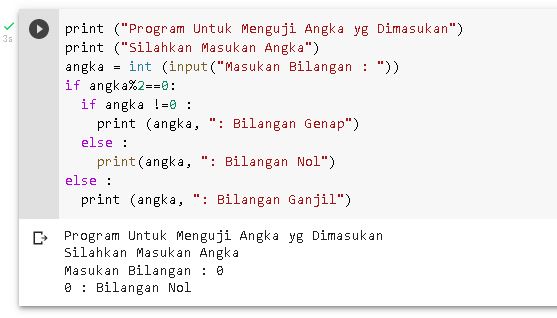 3s
print ("Program Untuk Menguji Angka yg Dimasukan")
print ("Silahkan Masukan Angka")
angka = int (input("Masukan Bilangan : "))
if angka%2==0:
  if angka !=0 :
    print (angka, ": Bilangan Genap")
  else :
    print(angka, ": Bilangan Nol")
else :
  print (angka, ": Bilangan Ganjil")
Program Untuk Menguji Angka yg Dimasukan
Silahkan Masukan Angka
Masukan Bilangan : 0
0 : Bilangan Nol